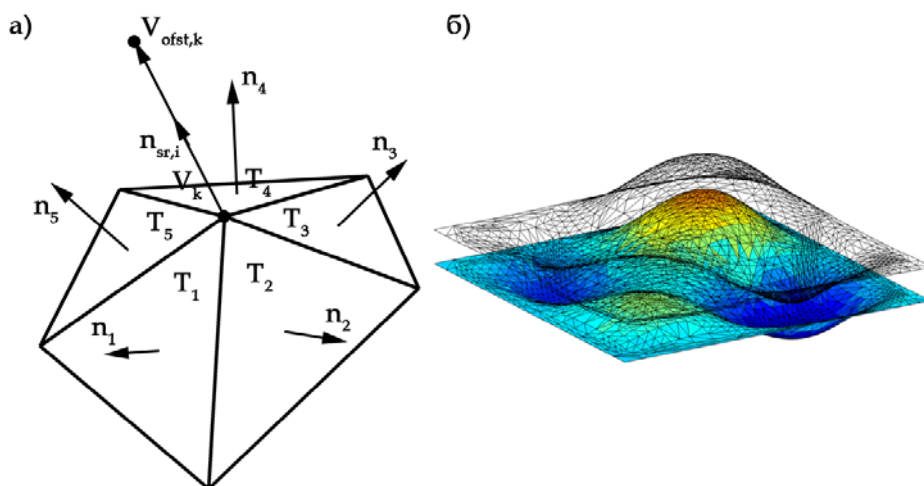 а)
V_ofst,k
n_4
n_sr,i
n_3
V_k
T_4
n_5
T_5
T_3
T_1
T_2
n_1
n_2
б)